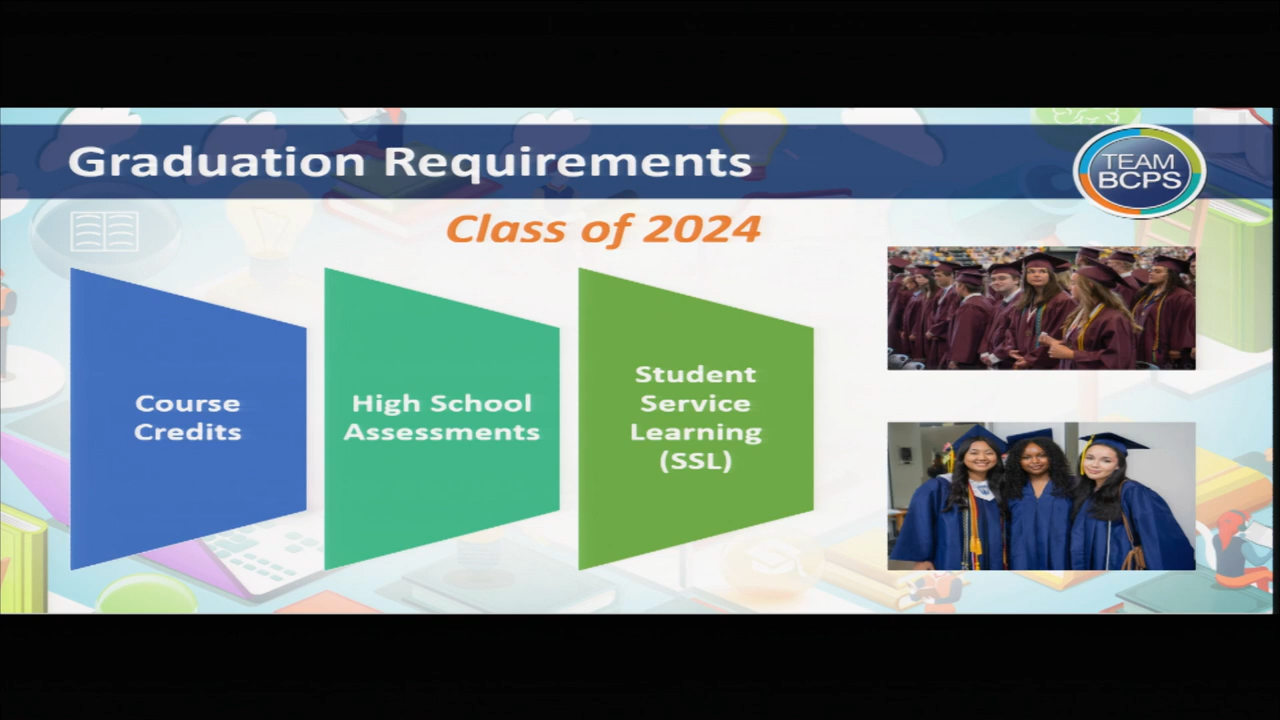 Graduation Requirements
TEAM
BCPS
Class of 2024
Course
Credits
High School
Assessments
Student
Service
Learning
(SSL)